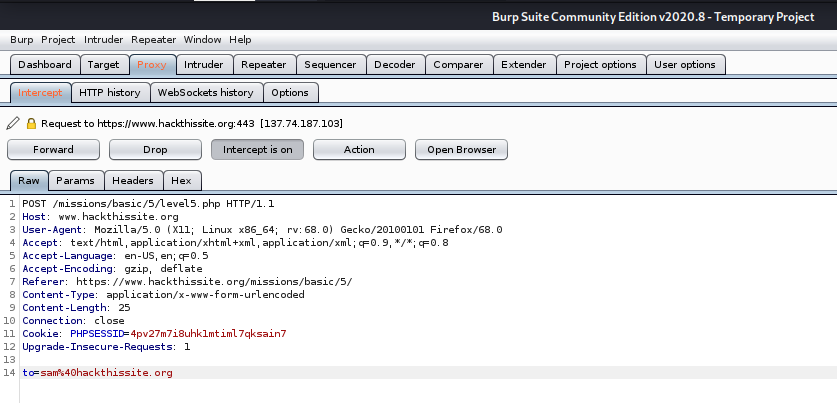 Burp Suite Community Edition v2020.8 - Temporary Project
Burp Project Intruder Repeater Window Help
Dashboard Target Proxy Intruder Repeater Sequencer Decoder Comparer Extender Project options User options
Intercept HTTP history WebSockets history Options
Request to https://www.hackthissite.org:443 [137.74.187.103]
Forward Drop Intercept is on Action Open Browser
Raw Params Headers Hex
1 POST /missions/basic/5/level5.php HTTP/1.1
2 Host: www.hackthissite.org
3 User-Agent: Mozilla/5.0 (X11; Linux x86_64; rv:68.0) Gecko/20100101 Firefox/68.0
4 Accept: text/html,application/xhtml+xml,application/xml;q=0.9,*/*;q=0.8
5 Accept-Language: en-US,en;q=0.5
6 Accept-Encoding: gzip, deflate
7 Referer: https://www.hackthissite.org/missions/basic/5/
8 Content-Type: application/x-www-form-urlencoded
9 Content-Length: 25
10 Connection: close
11 Cookie: PHPSESSID=4pv27m7i8uhk1mtiml7qksain7
12 Upgrade-Insecure-Requests: 1
13
14 to=sam%40hackthissite.org